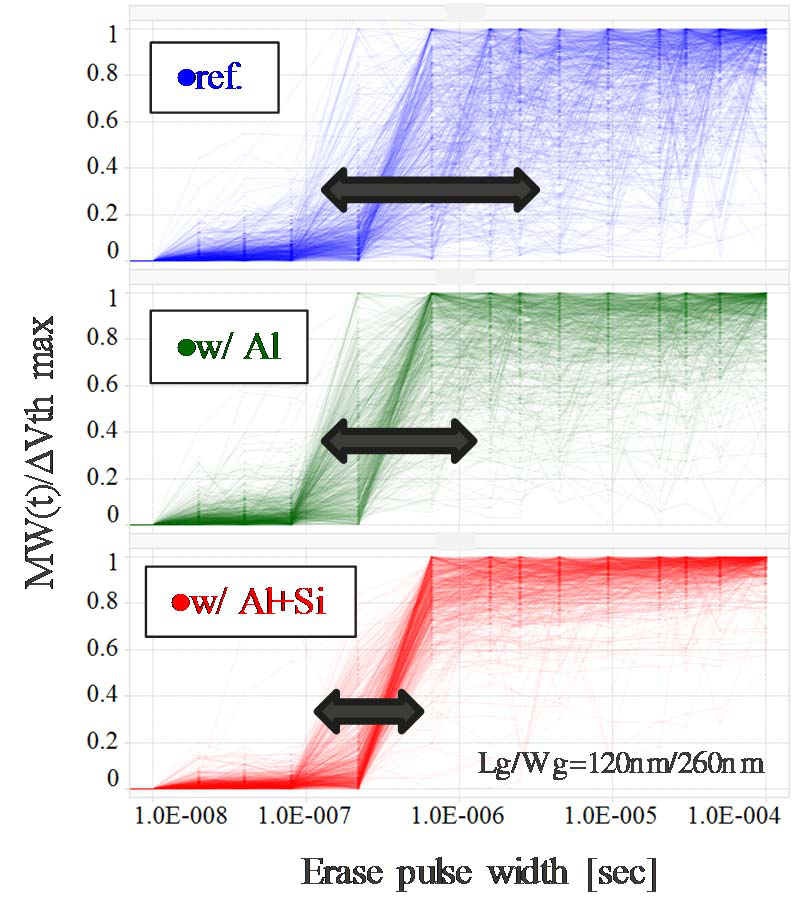 1
0.8
0.6
0.4
0.2
0
ref.
1
0.8
0.6
0.4
0.2
0
w/ Al
1
0.8
0.6
0.4
0.2
0
w/ Al+Si
Lg/Wg=120nm/260nm
MW(t)/ΔVth max
1.0E-008 1.0E-007 1.0E-006 1.0E-005 1.0E-004
Erase pulse width [sec]